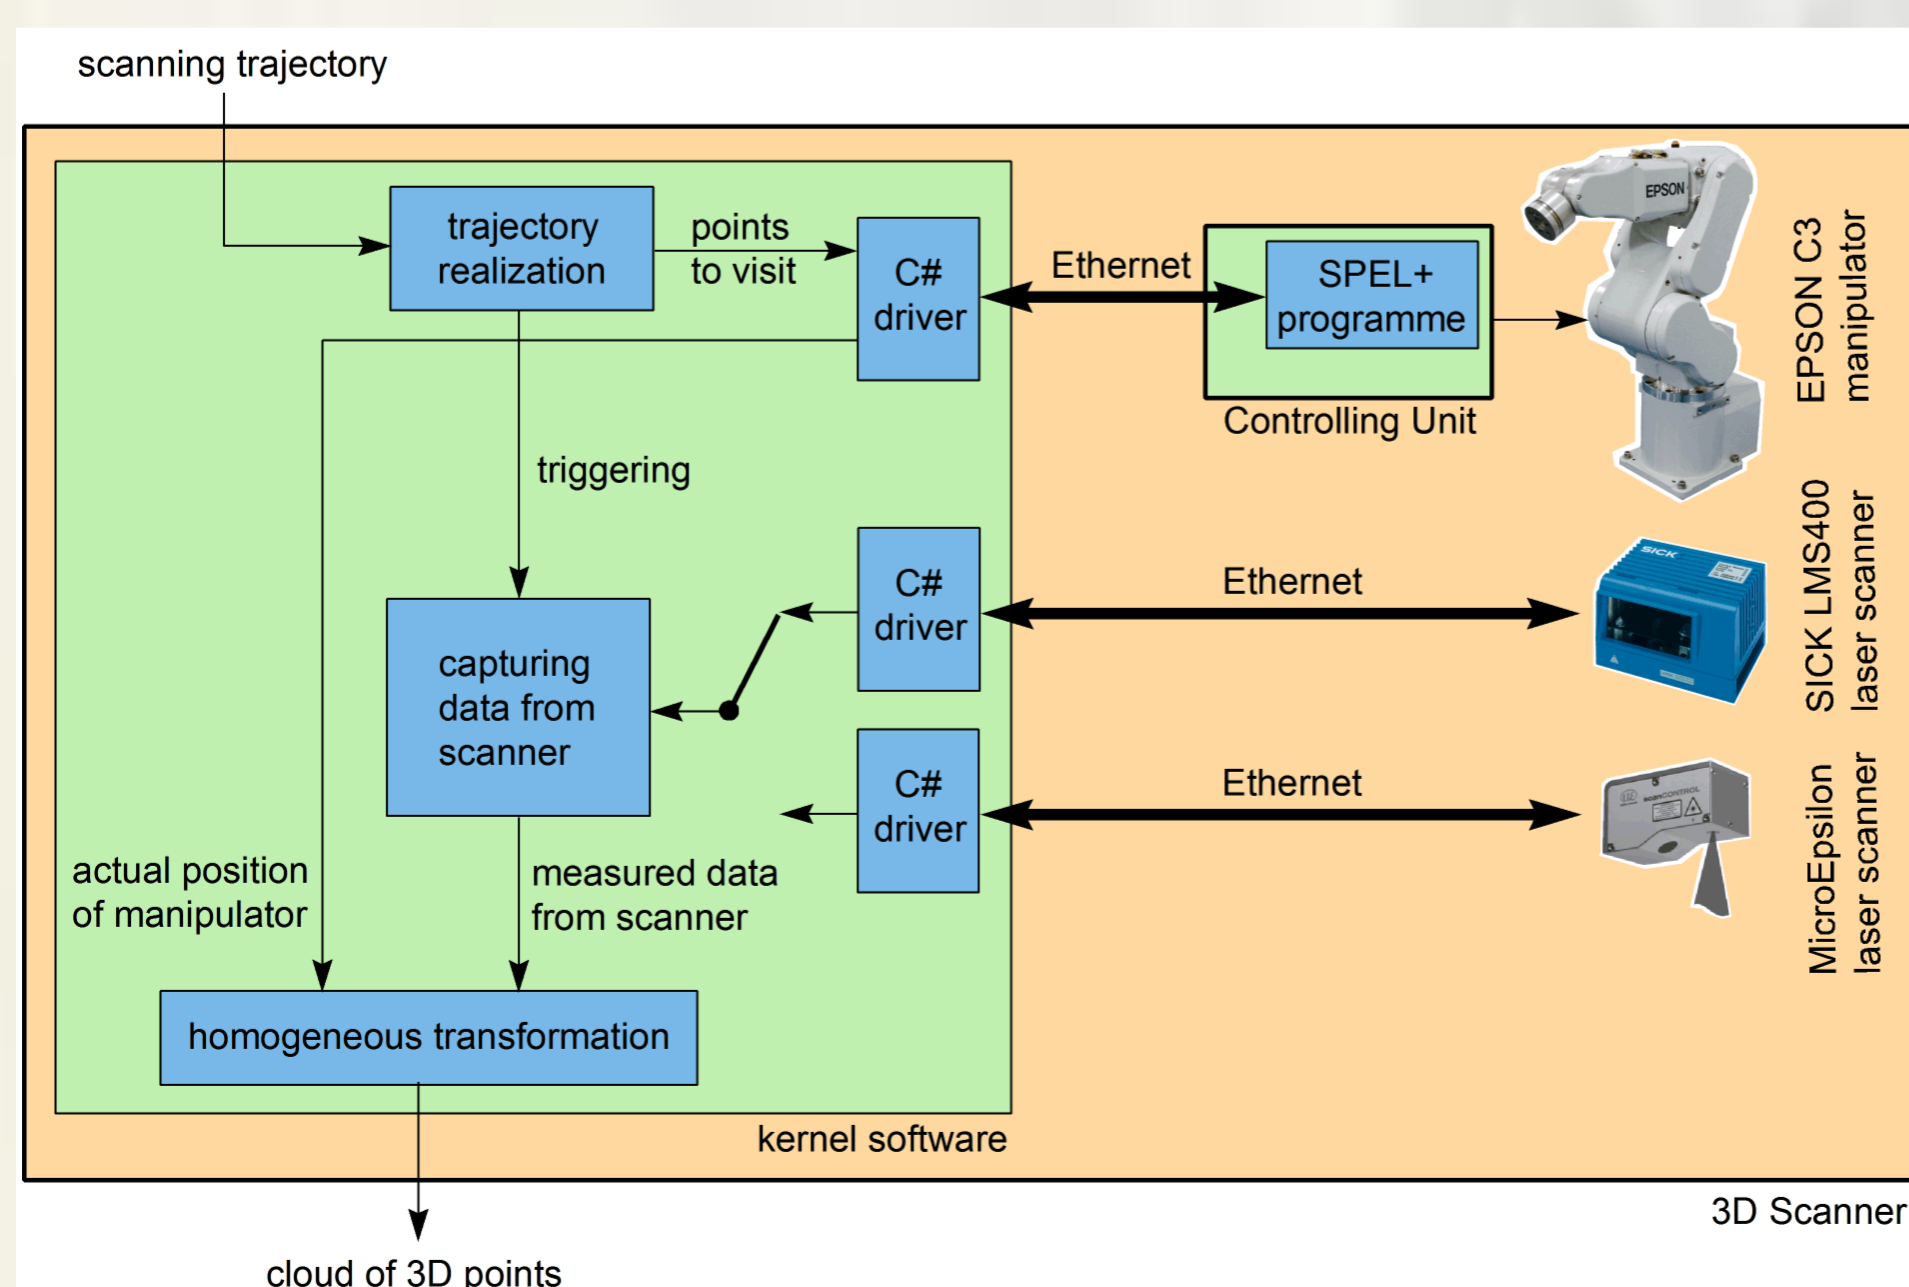 scanning trajectory
trajectory
realization
points
to visit
C#
driver
Ethernet
SPEL+
programme
Controlling Unit
EPSON
EPSON C3
manipulator
triggering
C#
driver
Ethernet
SICK
SICK LMS400
laser scanner
capturing
data from
scanner
C#
driver
Ethernet
scanCONTROL
MicroEpsilon
laser scanner
actual position
of manipulator
measured data
from scanner
homogeneous transformation
kernel software
3D Scanner
cloud of 3D points